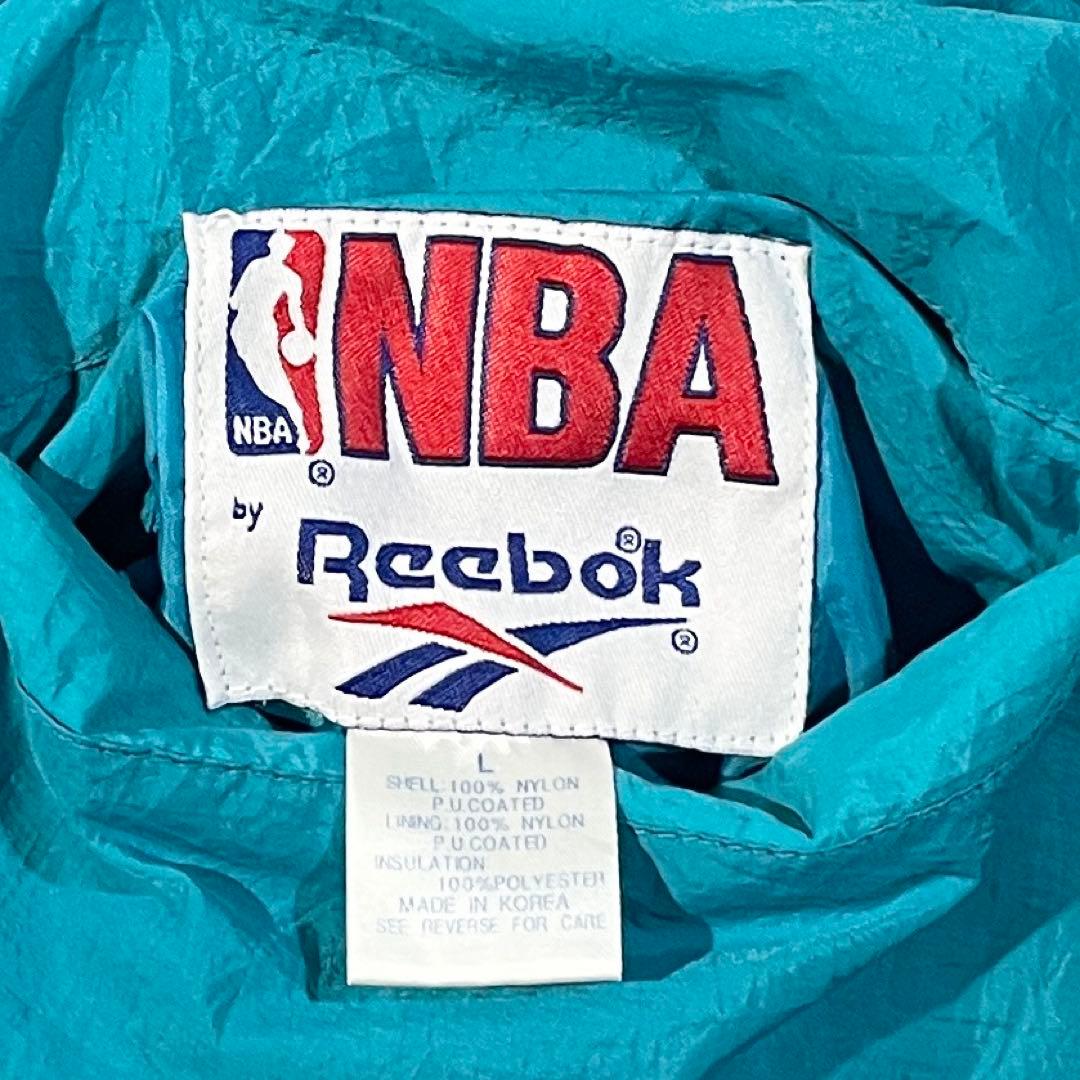 NBA
NBA
®
by
Reebok®
®
L
SHELL:100% NYLON
P.U.COATED
LINING:100% NYLON
P.U.COATED
INSULATION
100%POLYESTER
MADE IN KOREA
SEE REVERSE FOR CARE